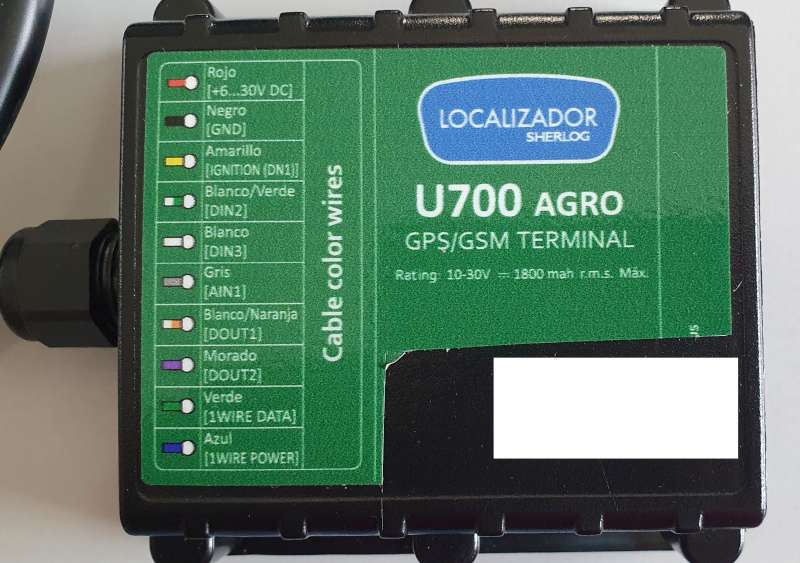 Rojo
[+6...30V DC]
Negro
[GND]
Amarillo
[IGNITION (DN1)]
Blanco/Verde
[DIN2]
Blanco
[DIN3]
Gris
[AIN1]
Blanco/Naranja
[DOUT1]
Morado
[DOUT2]
Verde
[1WIRE DATA]
Azul
[1WIRE POWER]
Cable color wires
LOCALIZADOR
SHERLOG
U700 AGRO
GPS/GSM TERMINAL
Rating: 10-30V ⎓ 1800 mah r.m.s. Máx.